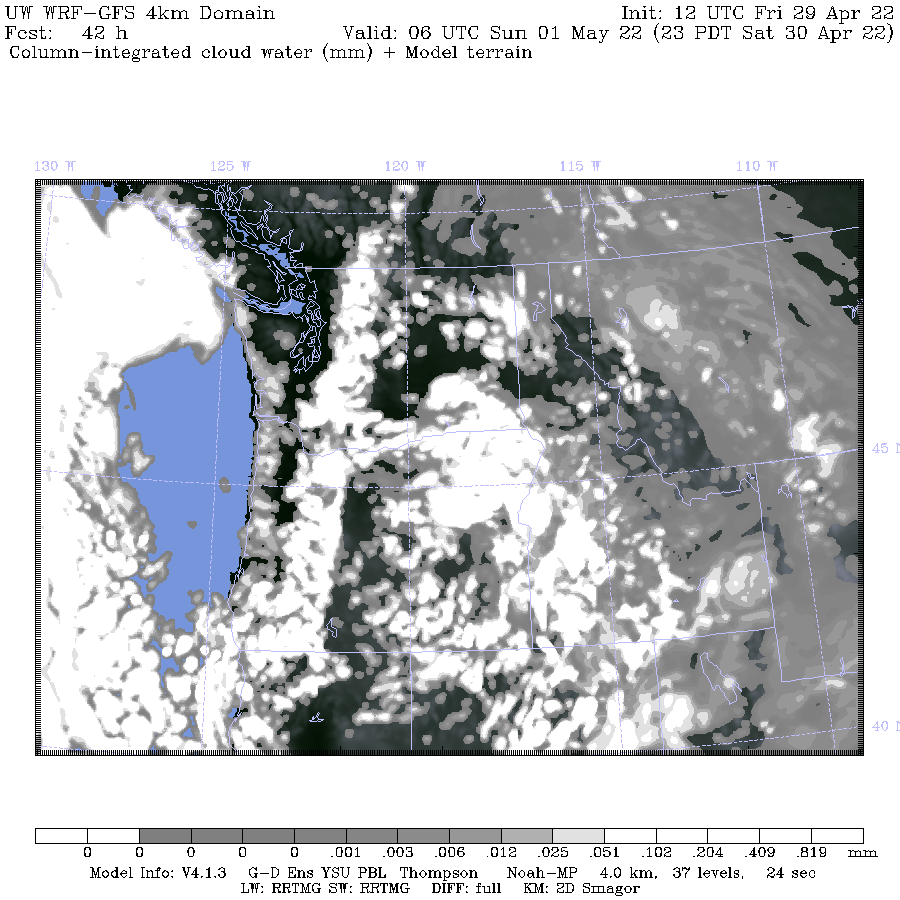 UW WRF-GFS 4km Domain Init: 12 UTC Fri 29 Apr 22
Fcst: 42 h Valid: 06 UTC Sun 01 May 22 (23 PDT Sat 30 Apr 22)
Column-integrated cloud water (mm) + Model terrain
130 W 125 W 120 W 115 W 110 W
45 N
40 N
0 0 0 0 0 .001 .003 .006 .012 .025 .051 .102 .204 .409 .819 mm
Model Info: V4.1.3 G-D Ens YSU PBL Thompson Noah-MP 4.0 km, 37 levels, 24 sec
LW: RRTMG SW: RRTMG DIFF: full KM: 2D Smagor